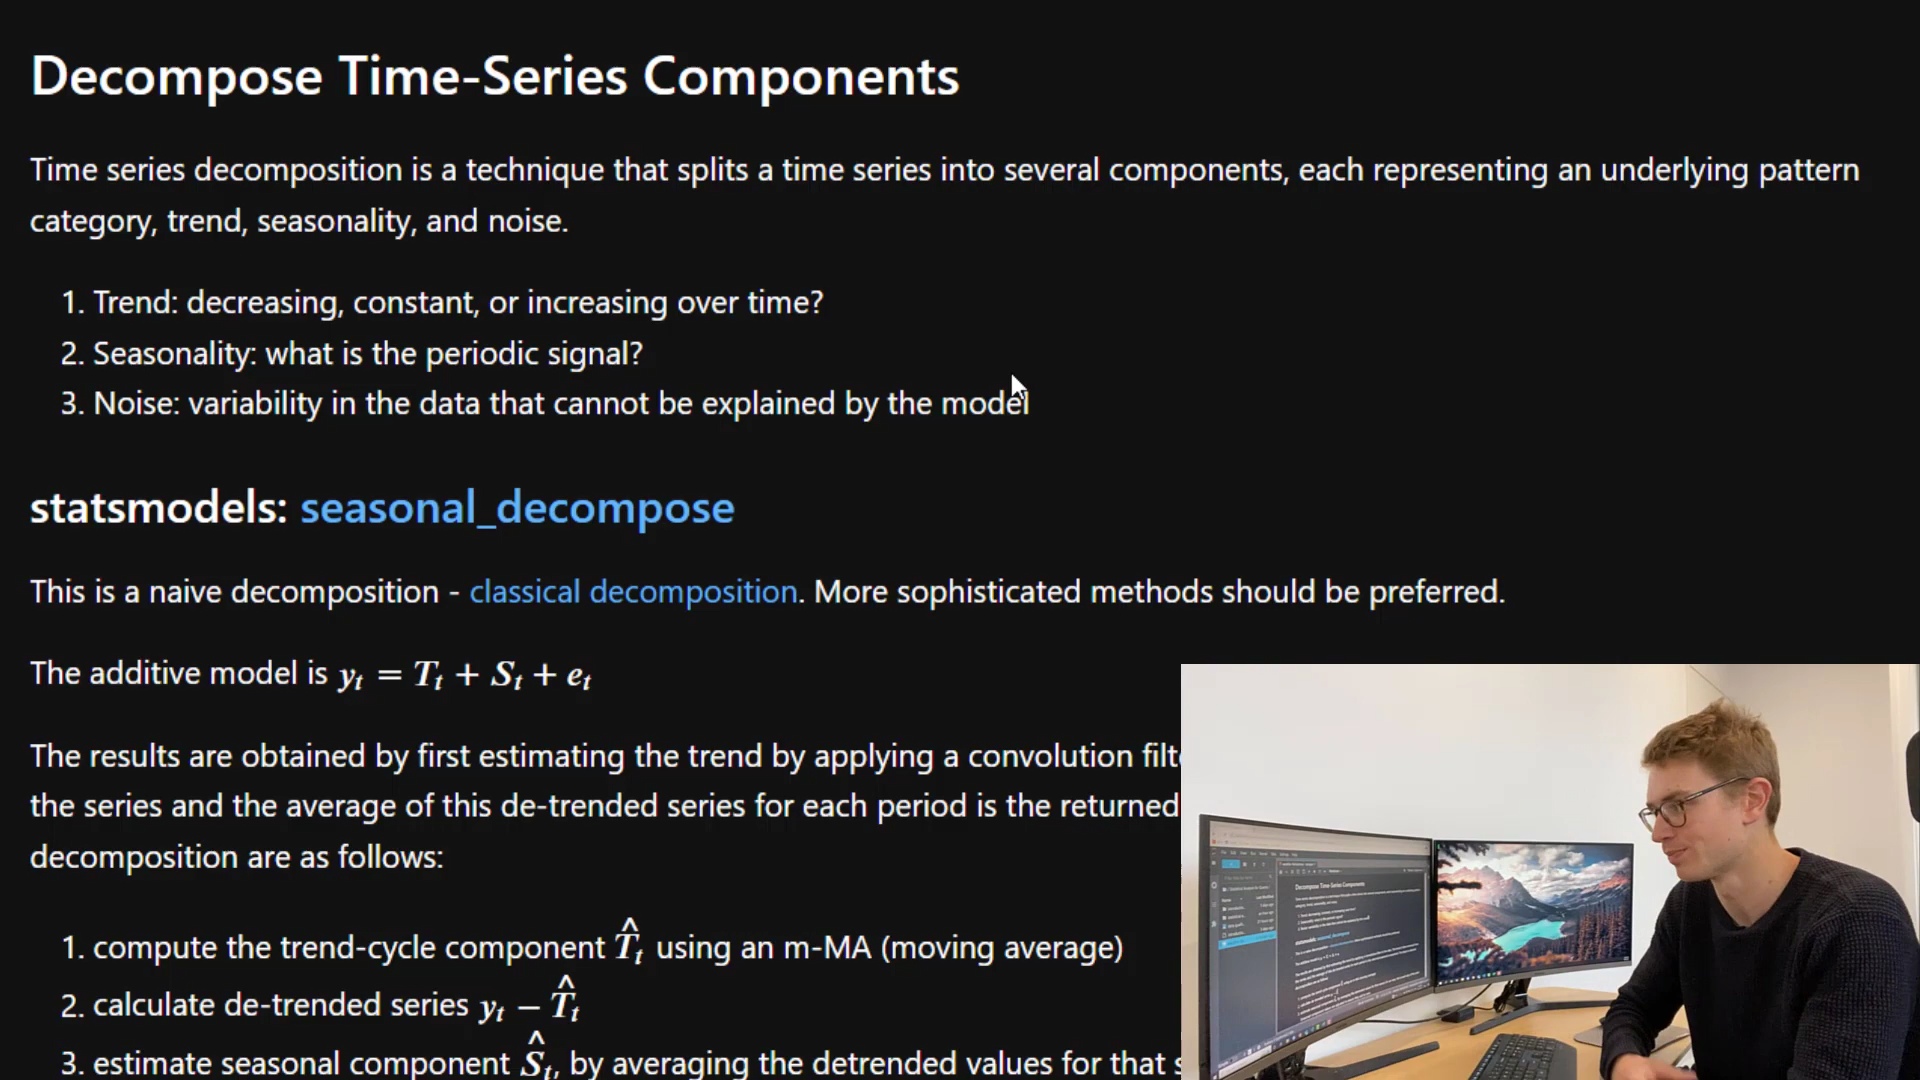 Decompose Time-Series Components
Time series decomposition is a technique that splits a time series into several components, each representing an underlying pattern
category, trend, seasonality, and noise.
1. Trend: decreasing, constant, or increasing over time?
2. Seasonality: what is the periodic signal?
3. Noise: variability in the data that cannot be explained by the model
statsmodels: seasonal_decompose
This is a naive decomposition - classical decomposition. More sophisticated methods should be preferred.
The additive model is yₜ = Tₜ + Sₜ + eₜ
The results are obtained by first estimating the trend by applying a convolution
the series and the average of this de-trended series for each period is the returned
decomposition are as follows:
1. compute the trend-cycle component T̂ₜ using an m-MA (moving average)
2. calculate de-trended series yₜ − T̂ₜ
3. estimate seasonal component Ŝₜ, by averaging the detrended values for that
Decompose Time-Series Components